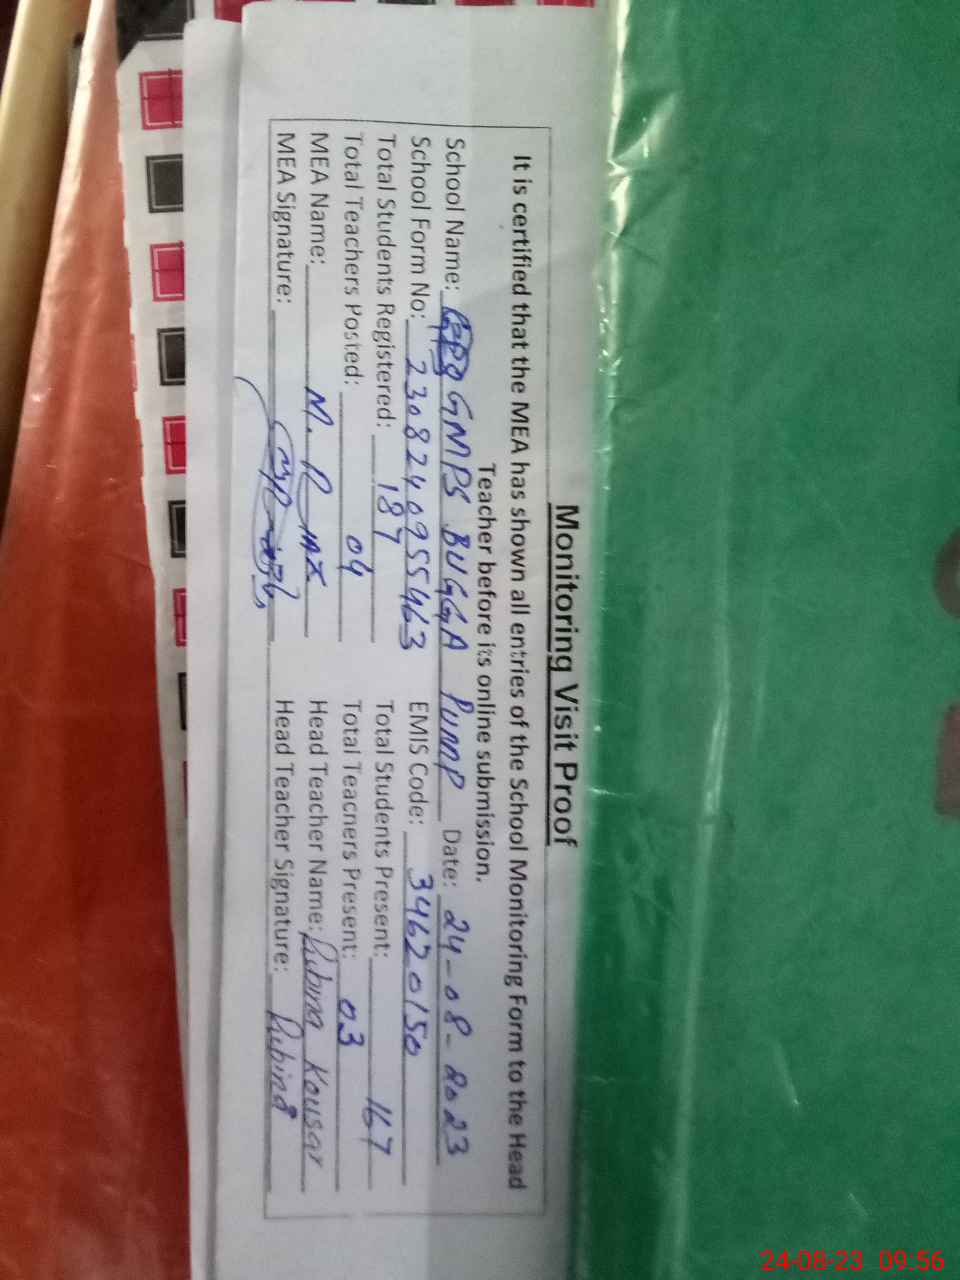 Monitoring Visit Proof
It is certified that the MEA has shown all entries of the School Monitoring Form to the Head
Teacher before its online submission.
School Name: GMPS BUGGA PUMP Date: 24-08-2023
School Form No: 2308240955463 EMIS Code:34620150
Total Students Registered: 187 Total Students Present: 167
Total Teachers Posted: 04 Total Teachers Present: 03
MEA Name: M. Head Teacher Name: Rubina Kousar
MEA Signature: Head Teacher Signature: Rubina
24-08-23 09:56